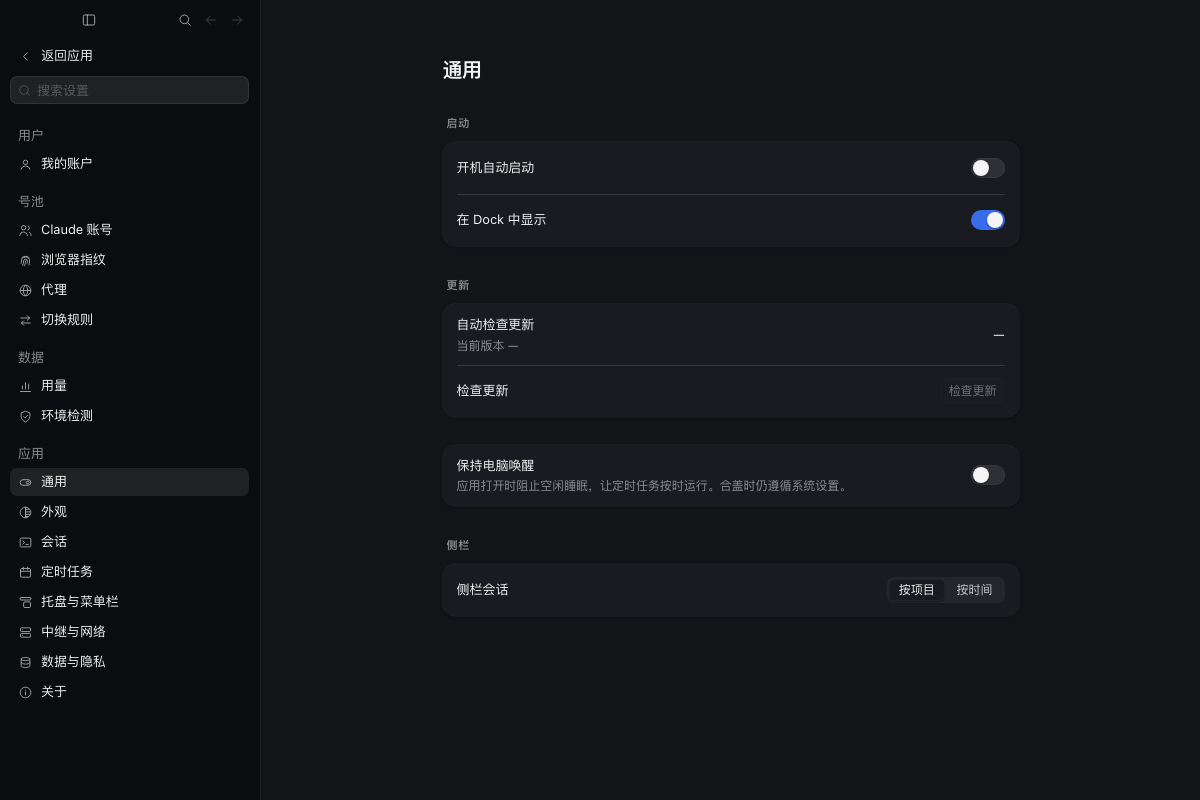 返回应用
搜索设置
用户
我的账户
号池
Claude 账号
浏览器指纹
代理
切换规则
数据
用量
环境检测
应用
通用
外观
会话
定时任务
托盘与菜单栏
中继与网络
数据与隐私
关于
通用
启动
开机自动启动
在 Dock 中显示
更新
自动检查更新
当前版本 —
—
检查更新
检查更新
保持电脑唤醒
应用打开时阻止空闲睡眠，让定时任务按时运行。合盖时仍遵循系统设置。
侧栏
侧栏会话
按项目 按时间